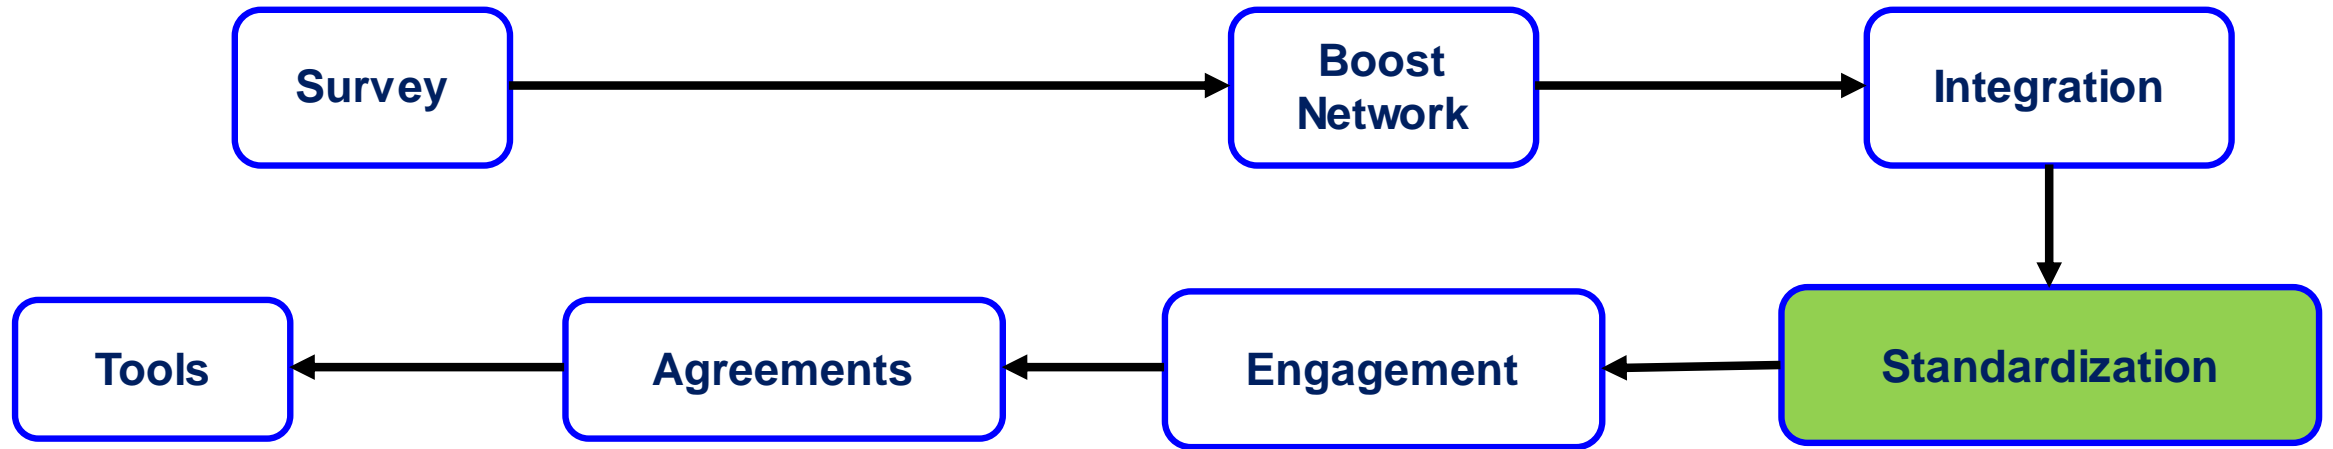 Survey
Boost
Network
Integration
Tools
Agreements
Engagement
Standardization